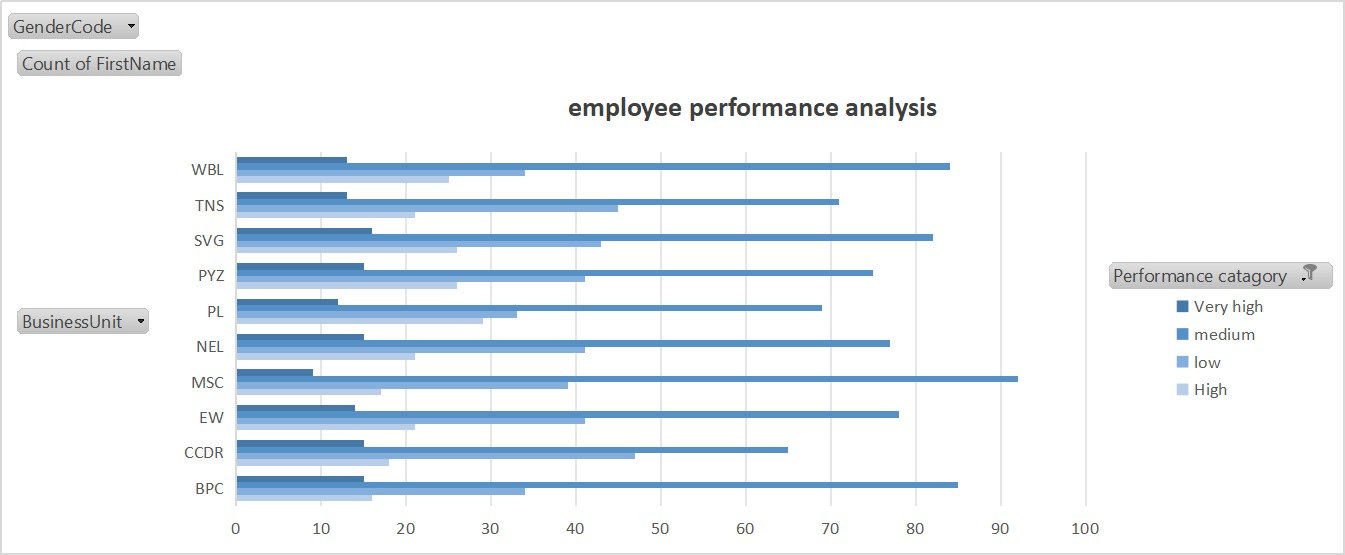 GenderCode
Count of FirstName
employee performance analysis
WBL
TNS
SVG
PYZ
PL
NEL
MSC
EW
CCDR
BPC
BusinessUnit
0 10 20 30 40 50 60 70 80 90 100
Performance catagory
Very high
medium
low
High